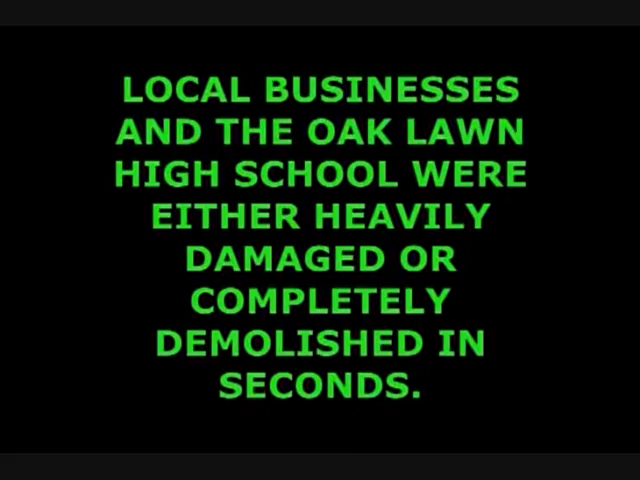 LOCAL BUSINESSES
AND THE OAK LAWN
HIGH SCHOOL WERE
EITHER HEAVILY
DAMAGED OR
COMPLETELY
DEMOLISHED IN
SECONDS.